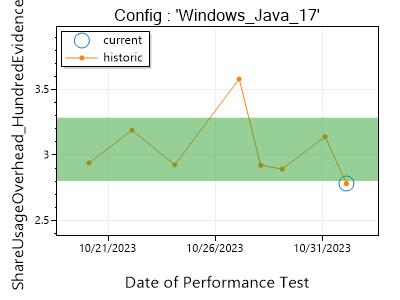 Config : 'Windows_Java_17'
current
historic
ShareUsageOverhead_HundredEvidence
3.5
3
2.5
10/21/2023
10/26/2023
10/31/2023
Date of Performance Test